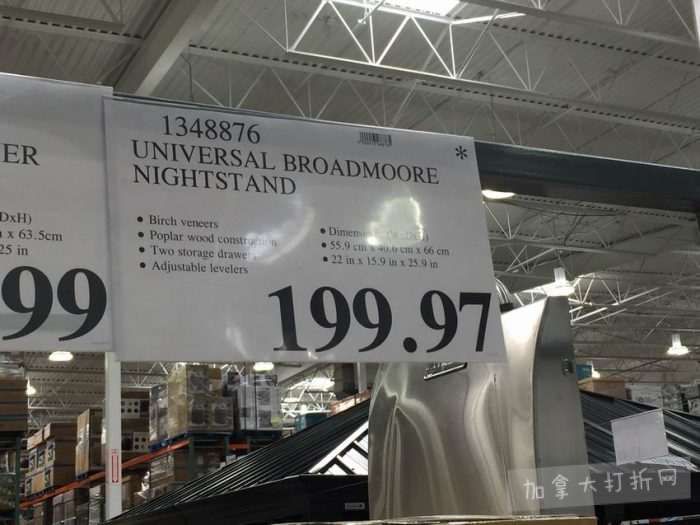 ER
DxH)
x 63.5cm
25 in
99
1348876
*
UNIVERSAL BROADMOORE
NIGHTSTAND
• Birch veneers
• Poplar wood construction
• Two storage drawers
• Adjustable levelers
• 55.9 cm x 40.6 cm x 66 cm
• 22 in x 15.9 in x 25.9 in
199.97
加拿大打折网